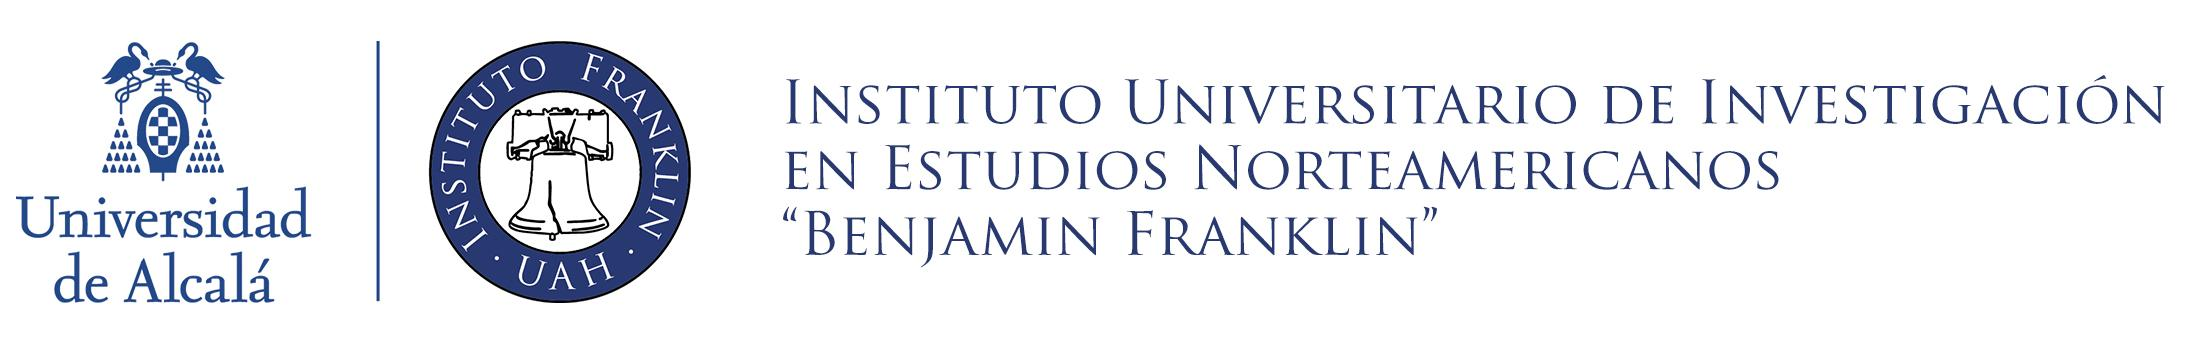 Universidad
de Alcalá
INSTITUTO FRANKLIN
· UAH ·
INSTITUTO UNIVERSITARIO DE INVESTIGACIÓN
EN ESTUDIOS NORTEAMERICANOS
“BENJAMIN FRANKLIN”